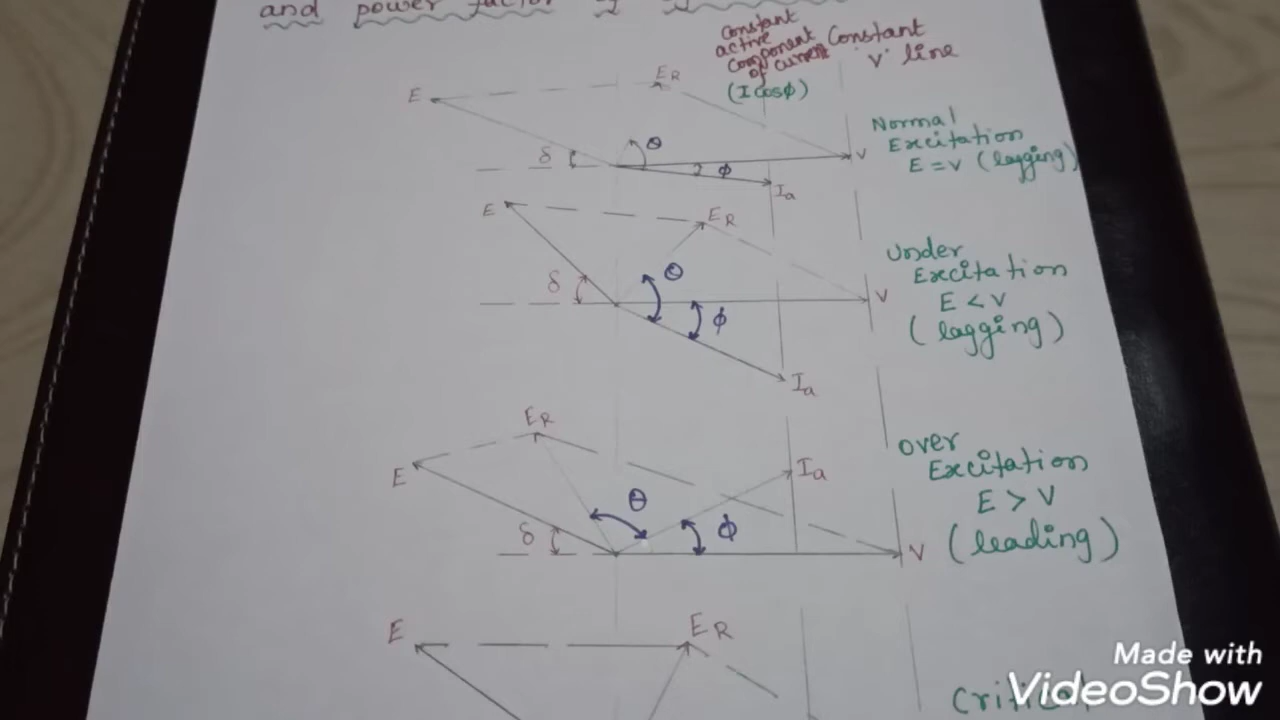 and power factor
constant
active
component
of current
(I cosφ)
Constant
'V' line
E
E_R
δ
θ
φ
V
I_a
Normal
Excitation
E = V (lagging)
E
E_R
δ
θ
φ
V
I_a
Under
Excitation
E < V
(lagging)
E_R
E
δ
θ
φ
I_a
V
over
Excitation
E > V
(leading)
E
E_R
Critical
Made with
VideoShow